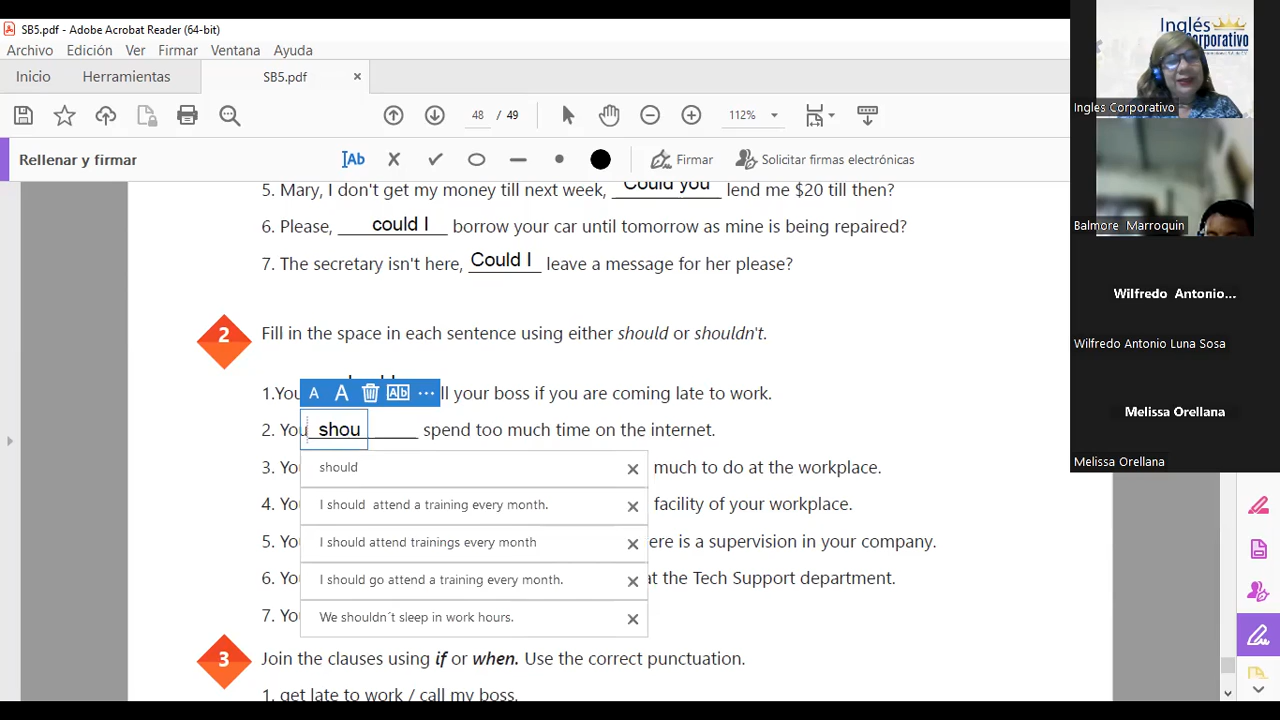 SB5.pdf - Adobe Acrobat Reader (64-bit)
Archivo Edición Ver Firmar Ventana Ayuda
Inicio Herramientas SB5.pdf ×
48 / 49 112%
Rellenar y firmar Ab Firmar Solicitar firmas electrónicas
5. Mary, I don't get my money till next week, Could you lend me $20 till then?
6. Please, could I borrow your car until tomorrow as mine is being repaired?
7. The secretary isn't here, Could I leave a message for her please?
2 Fill in the space in each sentence using either should or shouldn't.
1.You ll your boss if you are coming late to work.
A A Ab ...
2. You shou spend too much time on the internet.
3. Yo much to do at the workplace.
4. Yo facility of your workplace.
5. Yo ere is a supervision in your company.
6. Yo at the Tech Support department.
7. Yo
should
I should attend a training every month.
I should attend trainings every month
I should go attend a training every month.
We shouldn´t sleep in work hours.
3 Join the clauses using if or when. Use the correct punctuation.
1. get late to work / call my boss.
Inglés
Corporativo
Ingles Corporativo
Balmore Marroquin
Wilfredo Antonio...
Wilfredo Antonio Luna Sosa
Melissa Orellana
Melissa Orellana